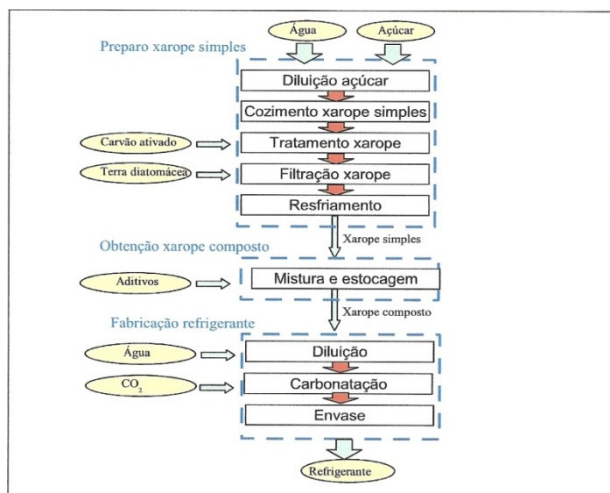 Água
Açúcar
Preparo xarope simples
Diluição açúcar
Cozimento xarope simples
Carvão ativado
Tratamento xarope
Terra diatomácea
Filtração xarope
Resfriamento
Xarope simples
Obtenção xarope composto
Aditivos
Mistura e estocagem
Xarope composto
Fabricação refrigerante
Água
Diluição
CO₂
Carbonatação
Envase
Refrigerante